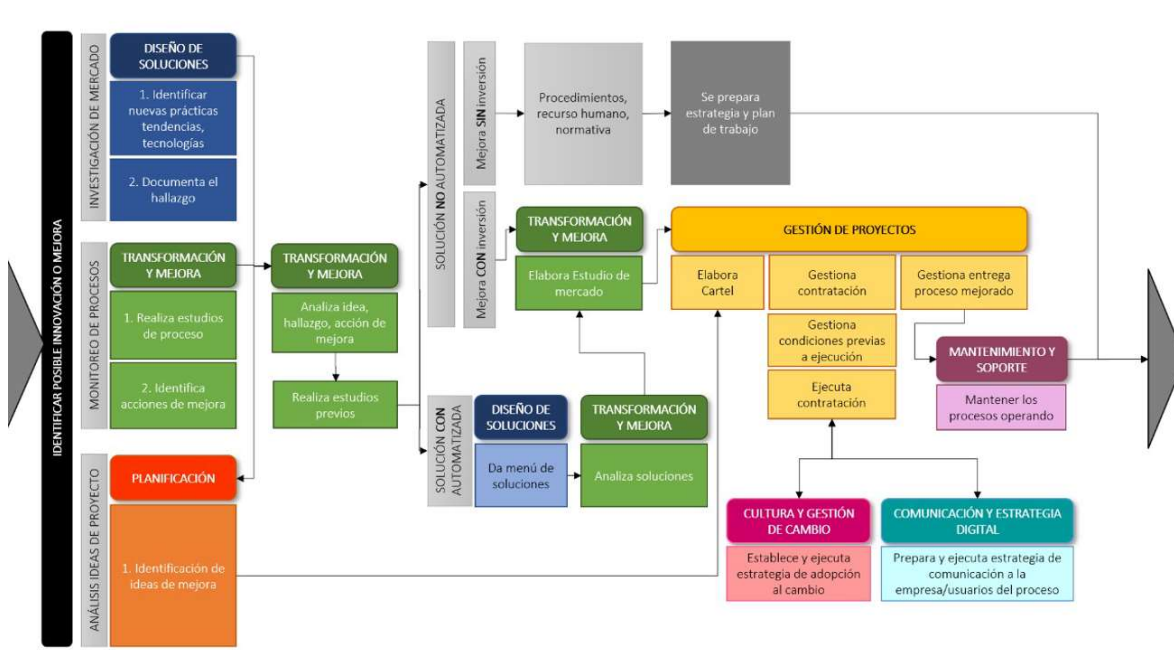 IDENTIFICAR POSIBLE INNOVACIÓN O MEJORA
INVESTIGACIÓN DE MERCADO
DISEÑO DE
SOLUCIONES
1. Identificar
nuevas prácticas
tendencias,
tecnologías
2. Documenta el
hallazgo
MONITOREO DE PROCESOS
TRANSFORMACIÓN
Y MEJORA
1. Realiza estudios
de proceso
2. Identifica
acciones de mejora
ANÁLISIS IDEAS DE PROYECTO
PLANIFICACIÓN
1. Identificación de
ideas de mejora
TRANSFORMACIÓN
Y MEJORA
Analiza idea,
hallazgo, acción de
mejora
Realiza estudios
previos
SOLUCIÓN NO AUTOMATIZADA
Mejora SIN inversión
Procedimientos,
recurso humano,
normativa
Se prepara
estrategia y plan
de trabajo
Mejora CON inversión
TRANSFORMACIÓN
Y MEJORA
Elabora Estudio de
mercado
GESTIÓN DE PROYECTOS
Elabora
Cartel
Gestiona
contratación
Gestiona entrega
proceso mejorado
Gestiona
condiciones previas
a ejecución
Ejecuta
contratación
MANTENIMIENTO Y
SOPORTE
Mantener los
procesos operando
SOLUCIÓN CON
AUTOMATIZADA
DISEÑO DE
SOLUCIONES
Da menú de
soluciones
TRANSFORMACIÓN
Y MEJORA
Analiza soluciones
CULTURA Y GESTIÓN
DE CAMBIO
Establece y ejecuta
estrategia de adopción
al cambio
COMUNICACIÓN Y ESTRATEGIA
DIGITAL
Prepara y ejecuta estrategia de
comunicación a la
empresa/usuarios del proceso